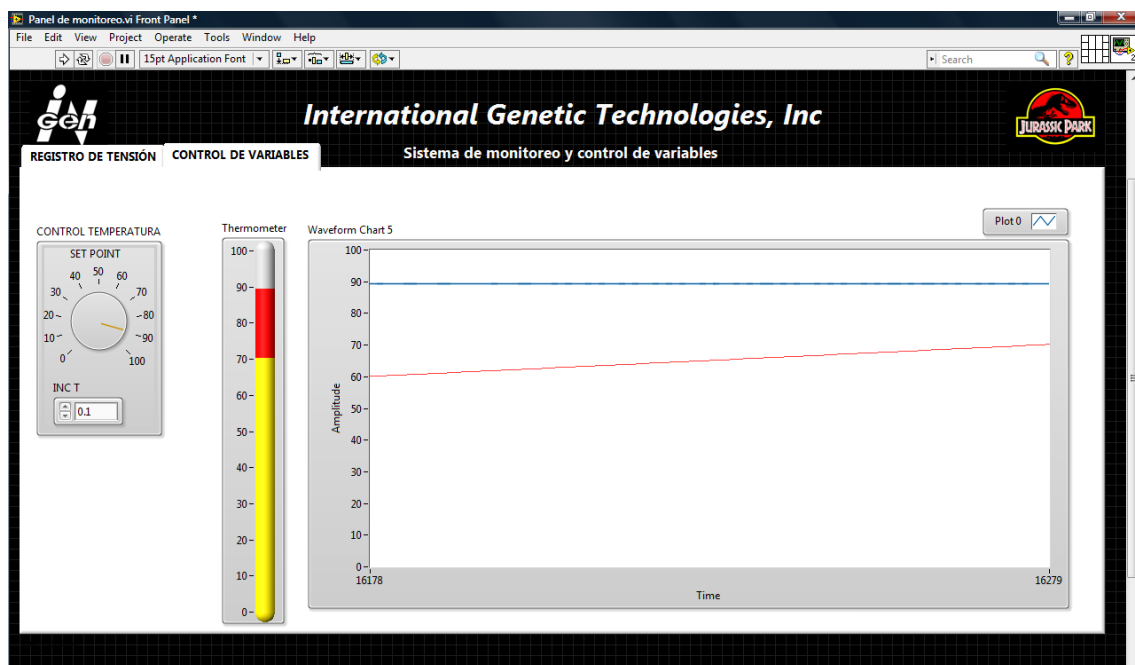 Panel de monitoreo.vi Front Panel *
File Edit View Project Operate Tools Window Help
15pt Application Font
Search
2
InGen
International Genetic Technologies, Inc
JURASSIC PARK
REGISTRO DE TENSIÓN CONTROL DE VARIABLES
Sistema de monitoreo y control de variables
Plot 0
CONTROL TEMPERATURA
SET POINT
0 10 20 30 40 50 60 70 80 90 100
INC T
0.1
Thermometer
100
90
80
70
60
50
40
30
20
10
0
Waveform Chart 5
Amplitude
100
90
80
70
60
50
40
30
20
10
0
16178 16279
Time